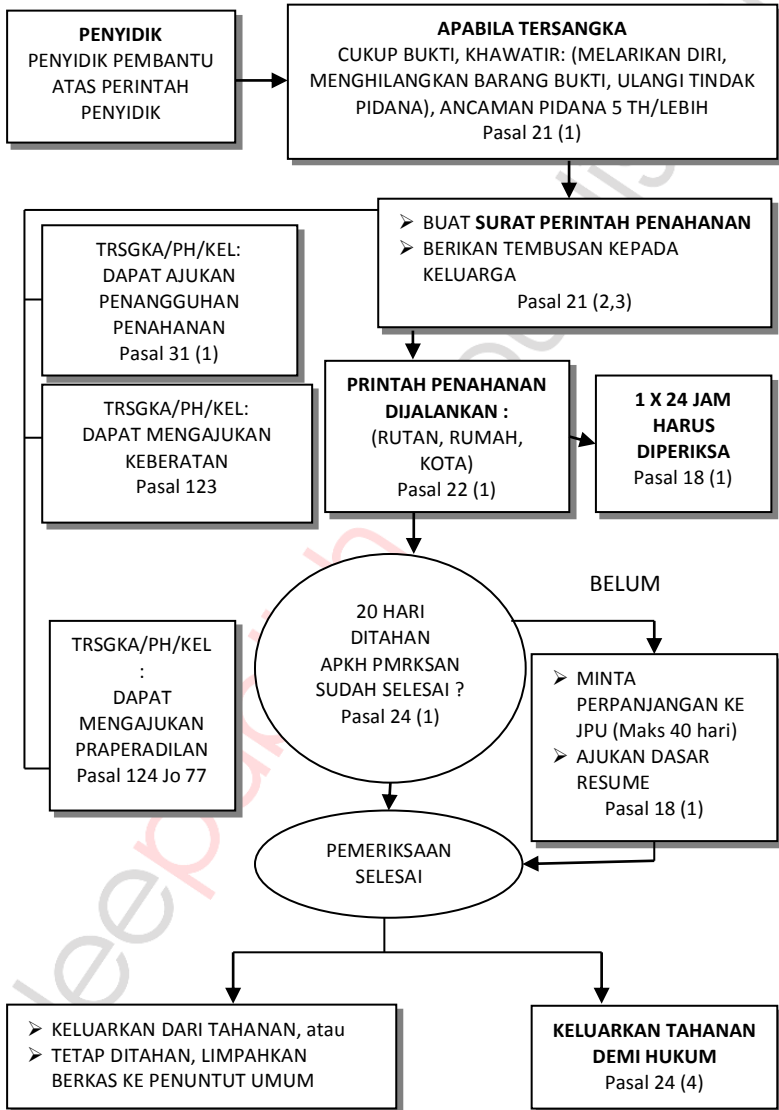 PENYIDIK
PENYIDIK PEMBANTU
ATAS PERINTAH
PENYIDIK
APABILA TERSANGKA
CUKUP BUKTI, KHAWATIR: (MELARIKAN DIRI,
MENGHILANGKAN BARANG BUKTI, ULANGI TINDAK
PIDANA), ANCAMAN PIDANA 5 TH/LEBIH
Pasal 21 (1)
➢ BUAT SURAT PERINTAH PENAHANAN
➢ BERIKAN TEMBUSAN KEPADA
KELUARGA
Pasal 21 (2,3)
TRSGKA/PH/KEL:
DAPAT AJUKAN
PENANGGUHAN
PENAHANAN
Pasal 31 (1)
PRINTAH PENAHANAN
DIJALANKAN :
(RUTAN, RUMAH,
KOTA)
Pasal 22 (1)
1 X 24 JAM
HARUS
DIPERIKSA
Pasal 18 (1)
TRSGKA/PH/KEL:
DAPAT MENGAJUKAN
KEBERATAN
Pasal 123
20 HARI
DITAHAN
APKH PMRKSAN
SUDAH SELESAI ?
Pasal 24 (1)
BELUM
TRSGKA/PH/KEL
:
DAPAT
MENGAJUKAN
PRAPERADILAN
Pasal 124 Jo 77
➢ MINTA
PERPANJANGAN KE
JPU (Maks 40 hari)
➢ AJUKAN DASAR
RESUME
Pasal 18 (1)
PEMERIKSAAN
SELESAI
➢ KELUARKAN DARI TAHANAN, atau
➢ TETAP DITAHAN, LIMPAHKAN
BERKAS KE PENUNTUT UMUM
KELUARKAN TAHANAN
DEMI HUKUM
Pasal 24 (4)